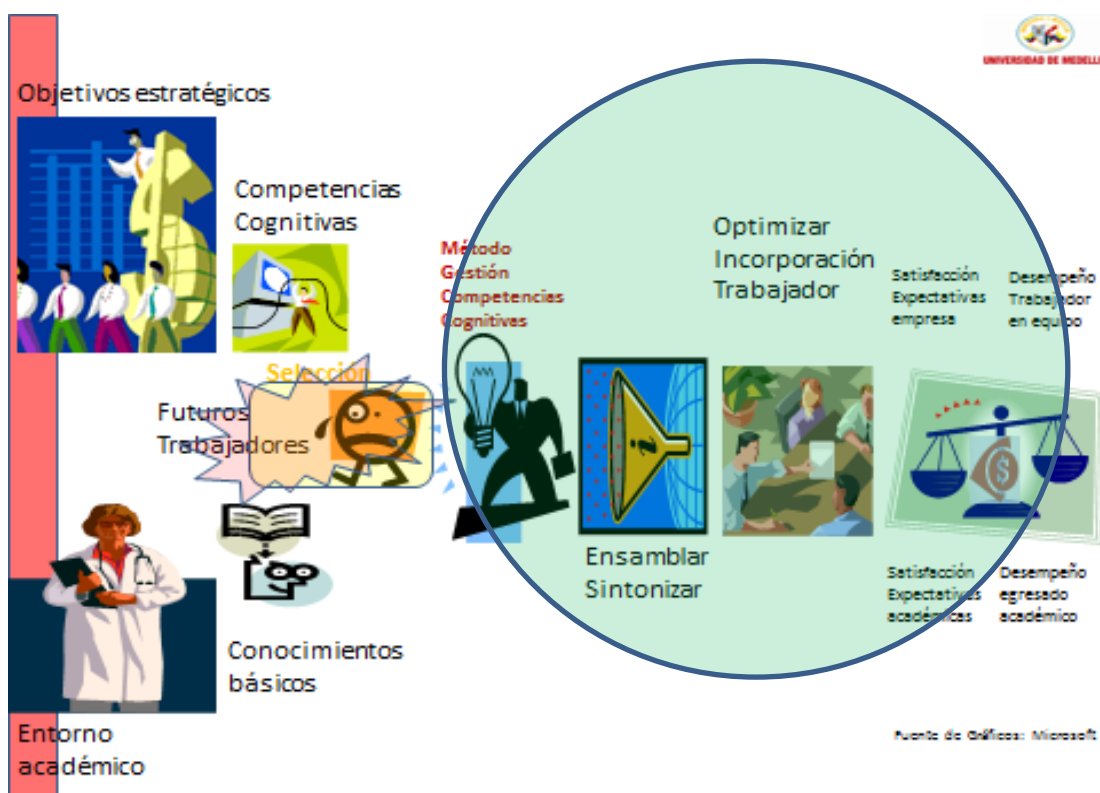 UNIVERSIDAD DE MEDELLI
Objetivos estratégicos
Competencias
Cognitivas
Método
Gestión
Competencias
Cognitivas
Optimizar
Incorporación
Trabajador
Satisfacción
Expectativas
empresa
Desempeño
Trabajador
en equipo
Selección
Futuros
Trabajadores
i
$
Ensamblar
Sintonizar
Satisfacción
Expectativas
académicas
Desempeño
egresado
académico
Conocimientos
básicos
Entorno
académico
Fuente de Gráficos: Microsoft